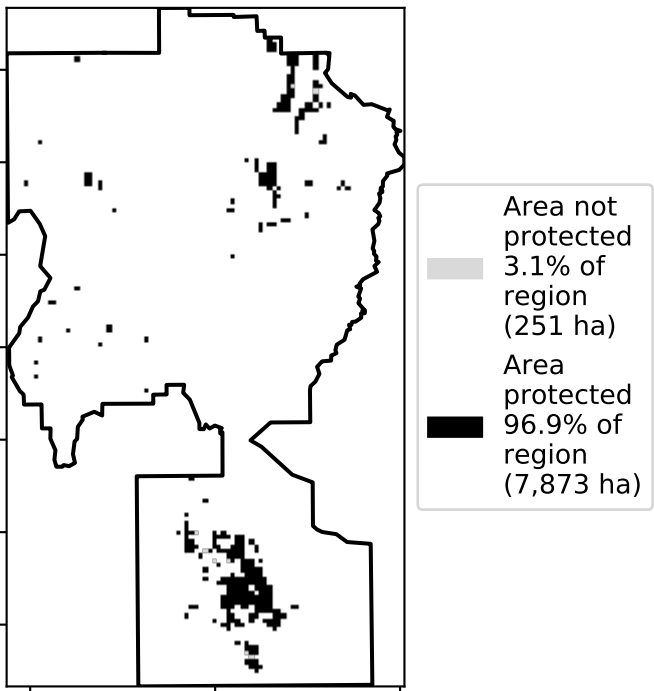 Area not
protected
3.1% of
region
(251 ha)
Area
protected
96.9% of
region
(7,873 ha)